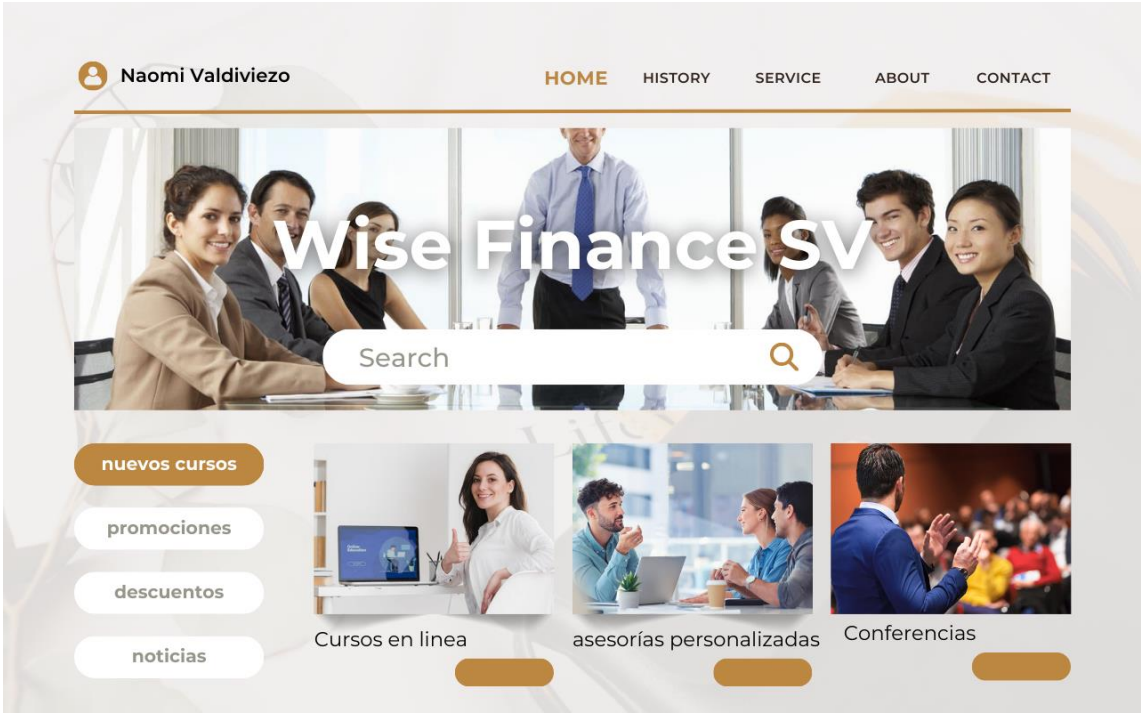 Naomi Valdiviezo
HOME HISTORY SERVICE ABOUT CONTACT
Wise Finance SV
Search
nuevos cursos
promociones
descuentos
noticias
Cursos en linea
asesorías personalizadas
Conferencias